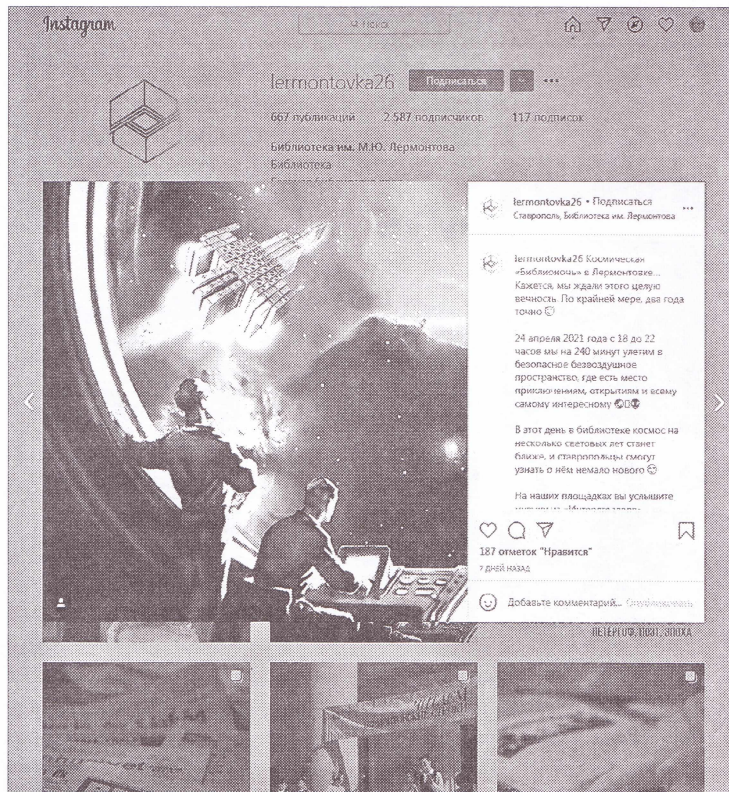 Instagram
Поиск
lermontovka26 Подписаться
667 публикаций 2 587 подписчиков 117 подписок
Библиотека им. М.Ю. Лермонтова
Библиотека
lermontovka26 • Подписаться
Ставрополь, Библиотека им. Лермонтова
lermontovka26 Космическая
«Библионочь» в Лермонтовке...
Кажется, мы ждали этого целую
вечность. По крайней мере, два года
точно
24 апреля 2021 года с 18 до 22
часов мы на 240 минут улетим в
безопасное безвоздушное
пространство, где есть место
приключениям, открытиям и всему
самому интересному
В этот день в библиотеке космос на
несколько световых лет станет
ближе, и ставропольцы смогут
узнать о нём немало нового
На наших площадках вы услышите
187 отметок "Нравится"
7 ДНЕЙ НАЗАД
Добавьте комментарий... Опубликовать
ПЕТЕРГОФ, ПОЭТ, ЭПОХА